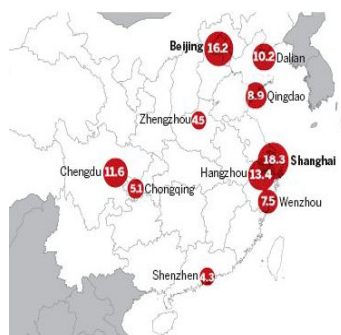 Beijing 16.2
10.2 Dalian
8.9 Qingdao
Zhengzhou 4.5
18.3 Shanghai
Chengdu 11.6
Hangzhou 13.4
5.1 Chongqing
7.5 Wenzhou
Shenzhen 4.3